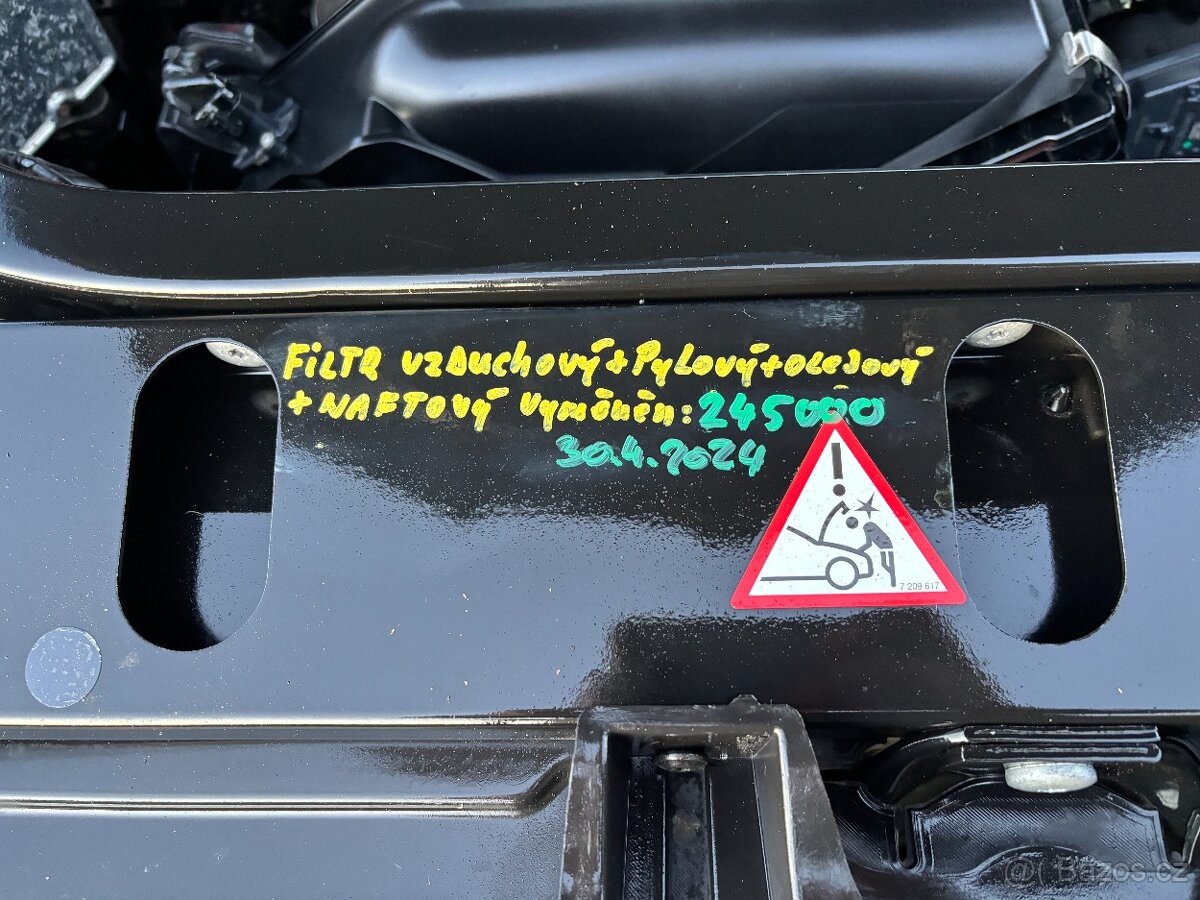 FiLTR vzduchový + Pylový + olejový
+ NAFTový Vyměněn: 245000
30.4.2024
!
7 209 617
@( Bazos.cz